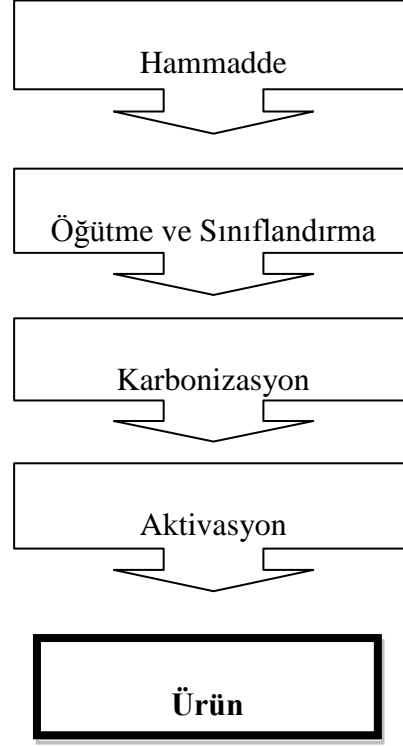 Hammadde
Öğütme ve Sınıflandırma
Karbonizasyon
Aktivasyon
Ürün